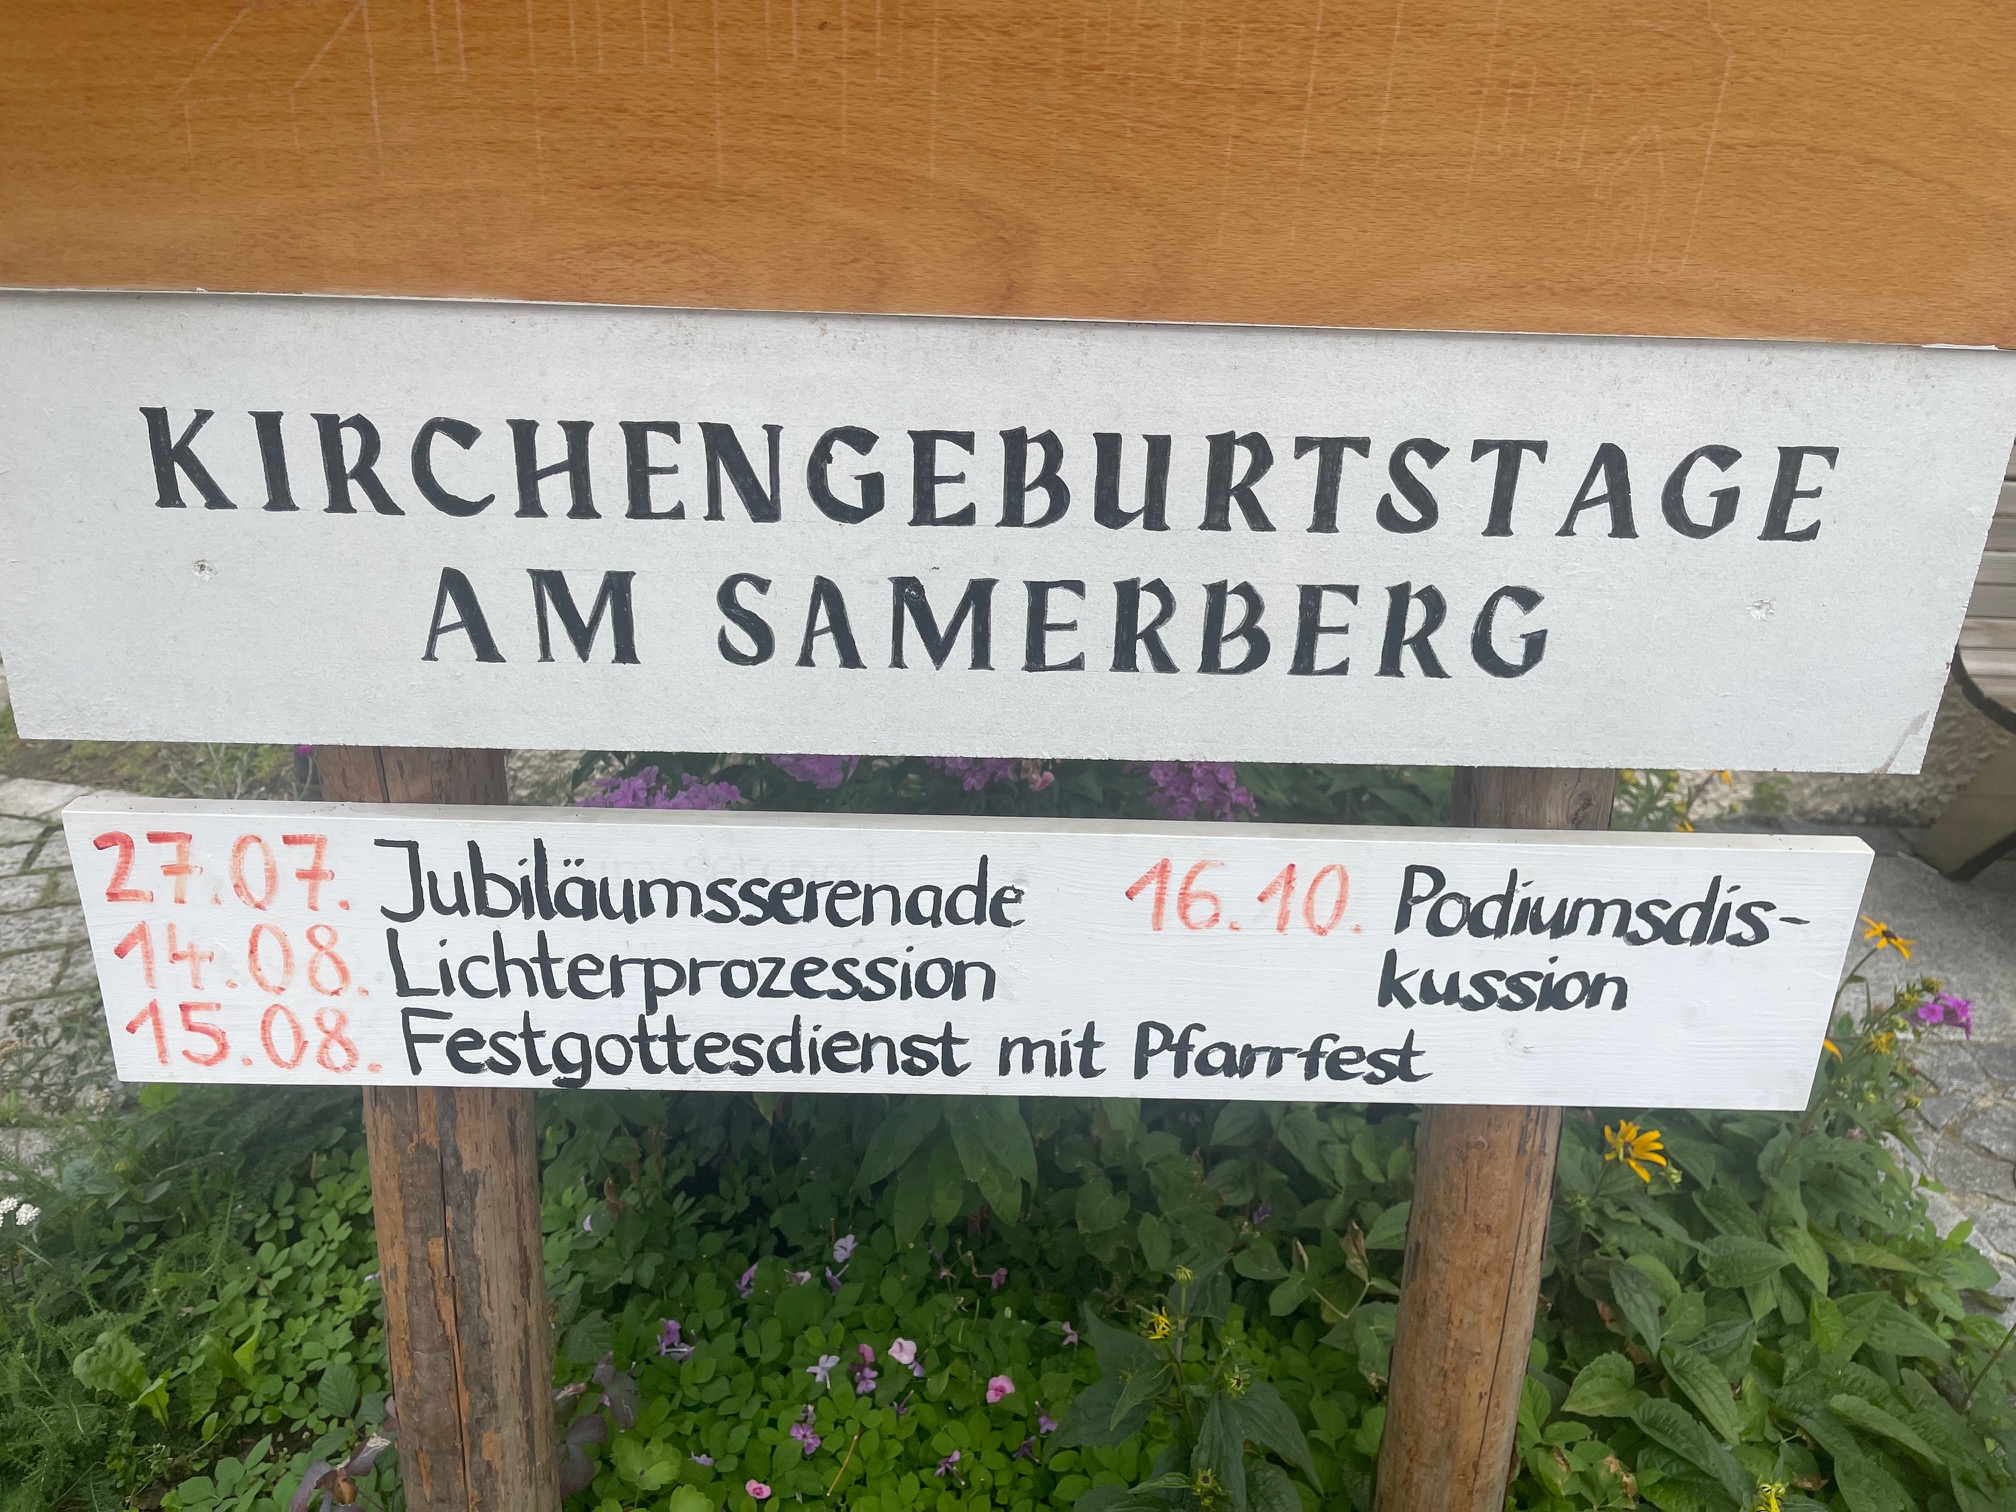 KIRCHENGEBURTSTAGE
AM SAMERBERG
27.07. Jubiläumsserenade
14.08. Lichterprozession
15.08. Festgottesdienst mit Pfarrfest
16.10. Podiumsdis-
kussion